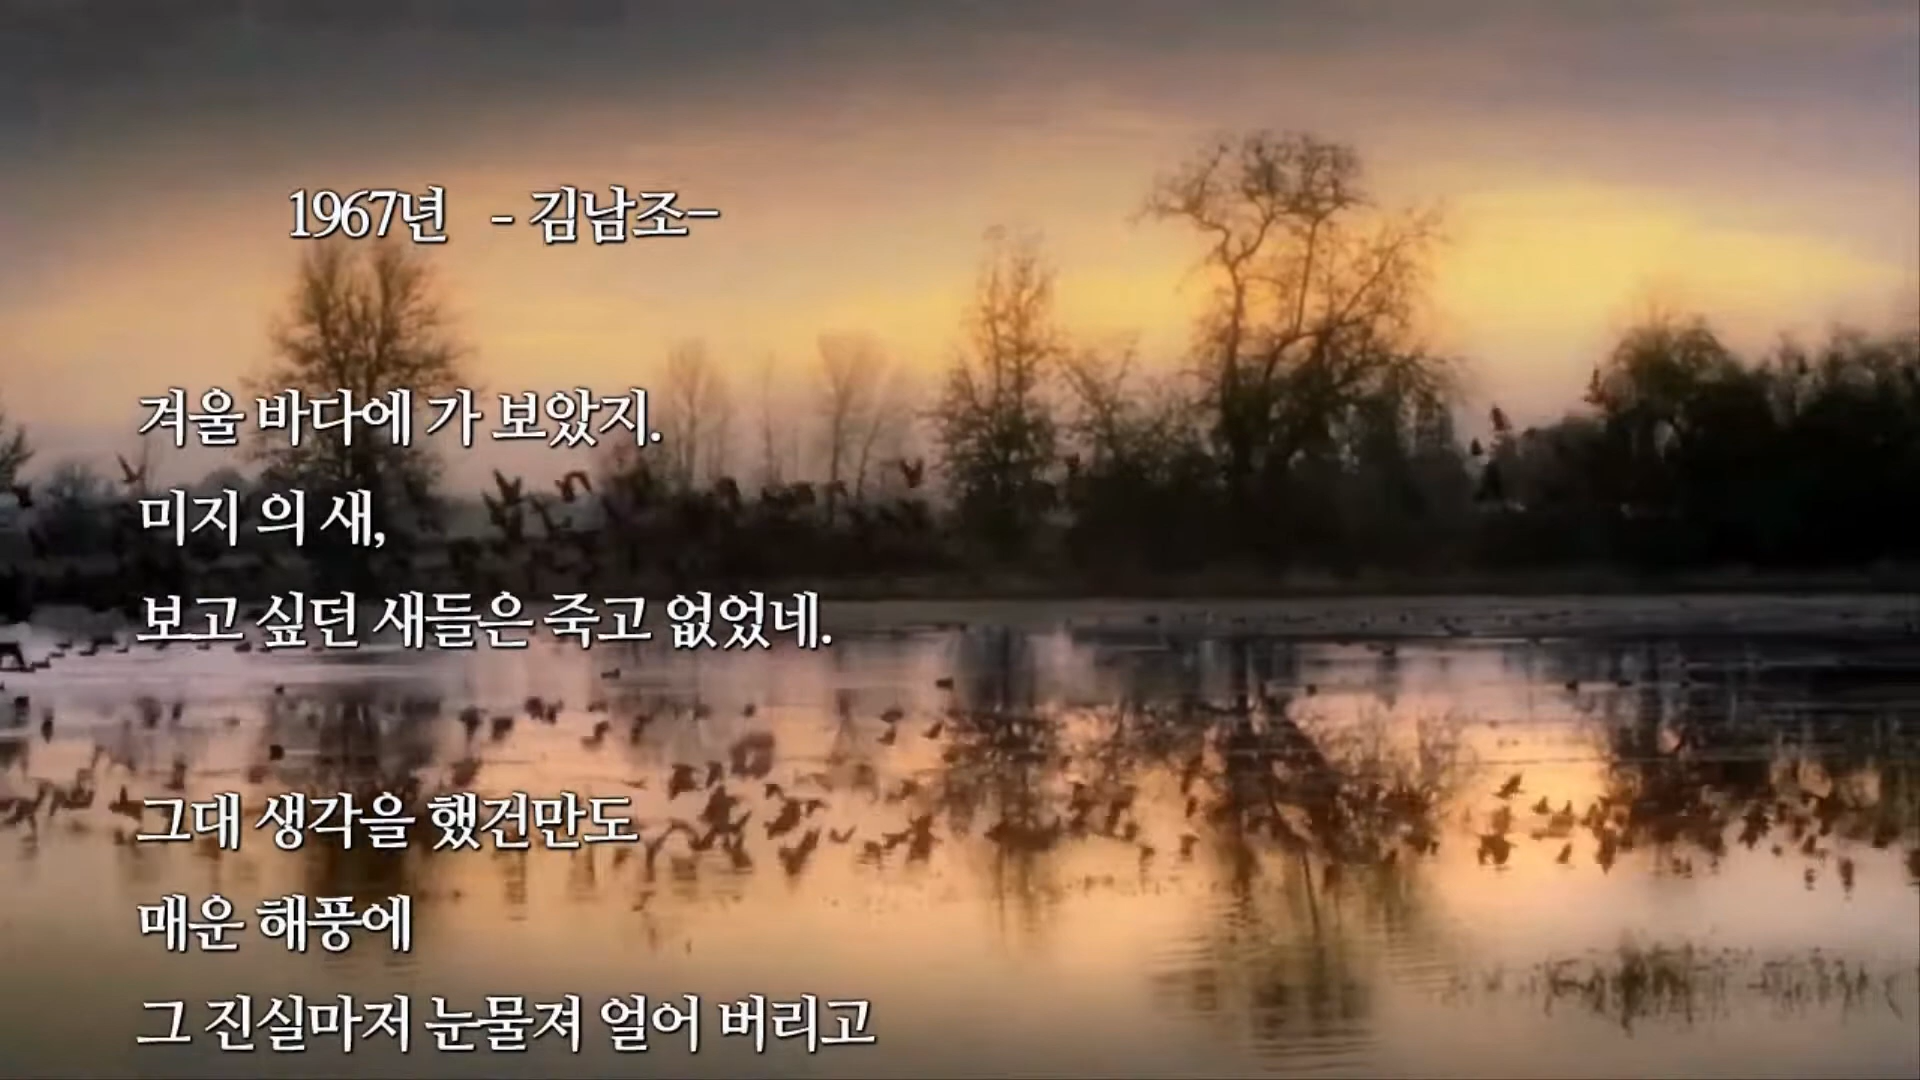 1967년 - 김남조-
겨울 바다에 가 보았지.
미지 의 새,
보고 싶던 새들은 죽고 없었네.
그대 생각을 했건만도
매운 해풍에
그 진실마저 눈물져 얼어 버리고